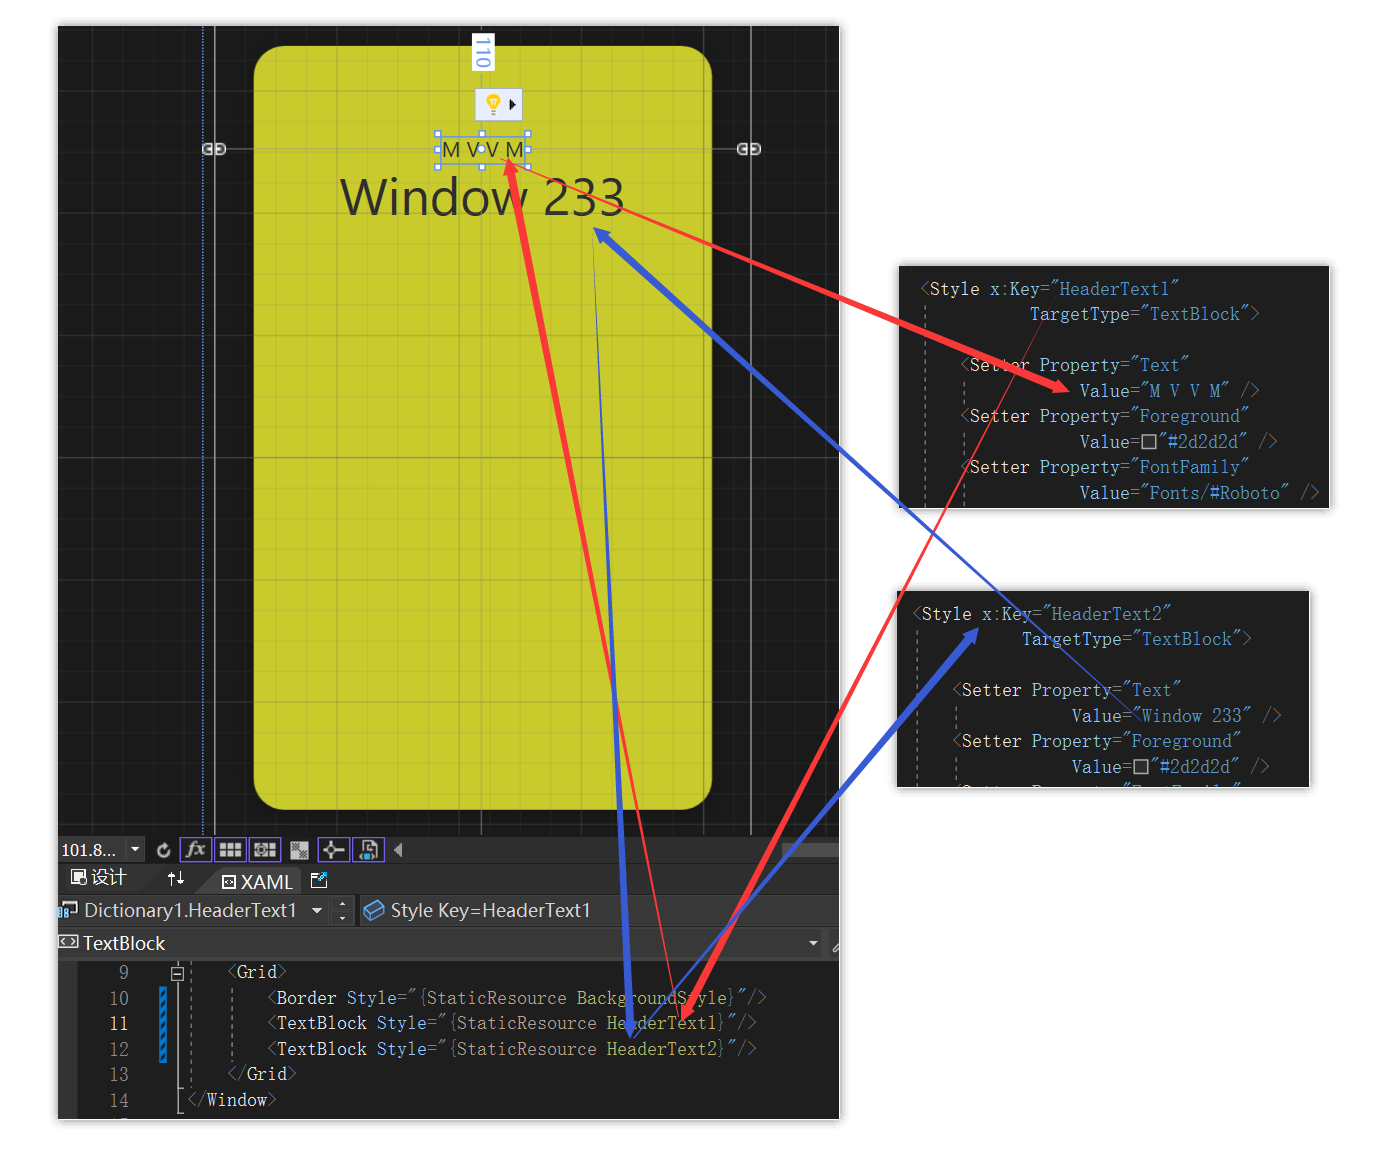 110
M V V M
Window 233
<Style x:Key="HeaderText1"
TargetType="TextBlock">
<Setter Property="Text"
Value="M V V M" />
<Setter Property="Foreground"
Value="#2d2d2d" />
<Setter Property="FontFamily"
Value="Fonts/#Roboto" />
<Style x:Key="HeaderText2"
TargetType="TextBlock">
<Setter Property="Text"
Value="Window 233" />
<Setter Property="Foreground"
Value="#2d2d2d" />
101.8...
fx
设计
XAML
Dictionary1.HeaderText1
Style Key=HeaderText1
TextBlock
9 <Grid>
10 <Border Style="{StaticResource BackgroundStyle}"/>
11 <TextBlock Style="{StaticResource HeaderText1}"/>
12 <TextBlock Style="{StaticResource HeaderText2}"/>
13 </Grid>
14 </Window>